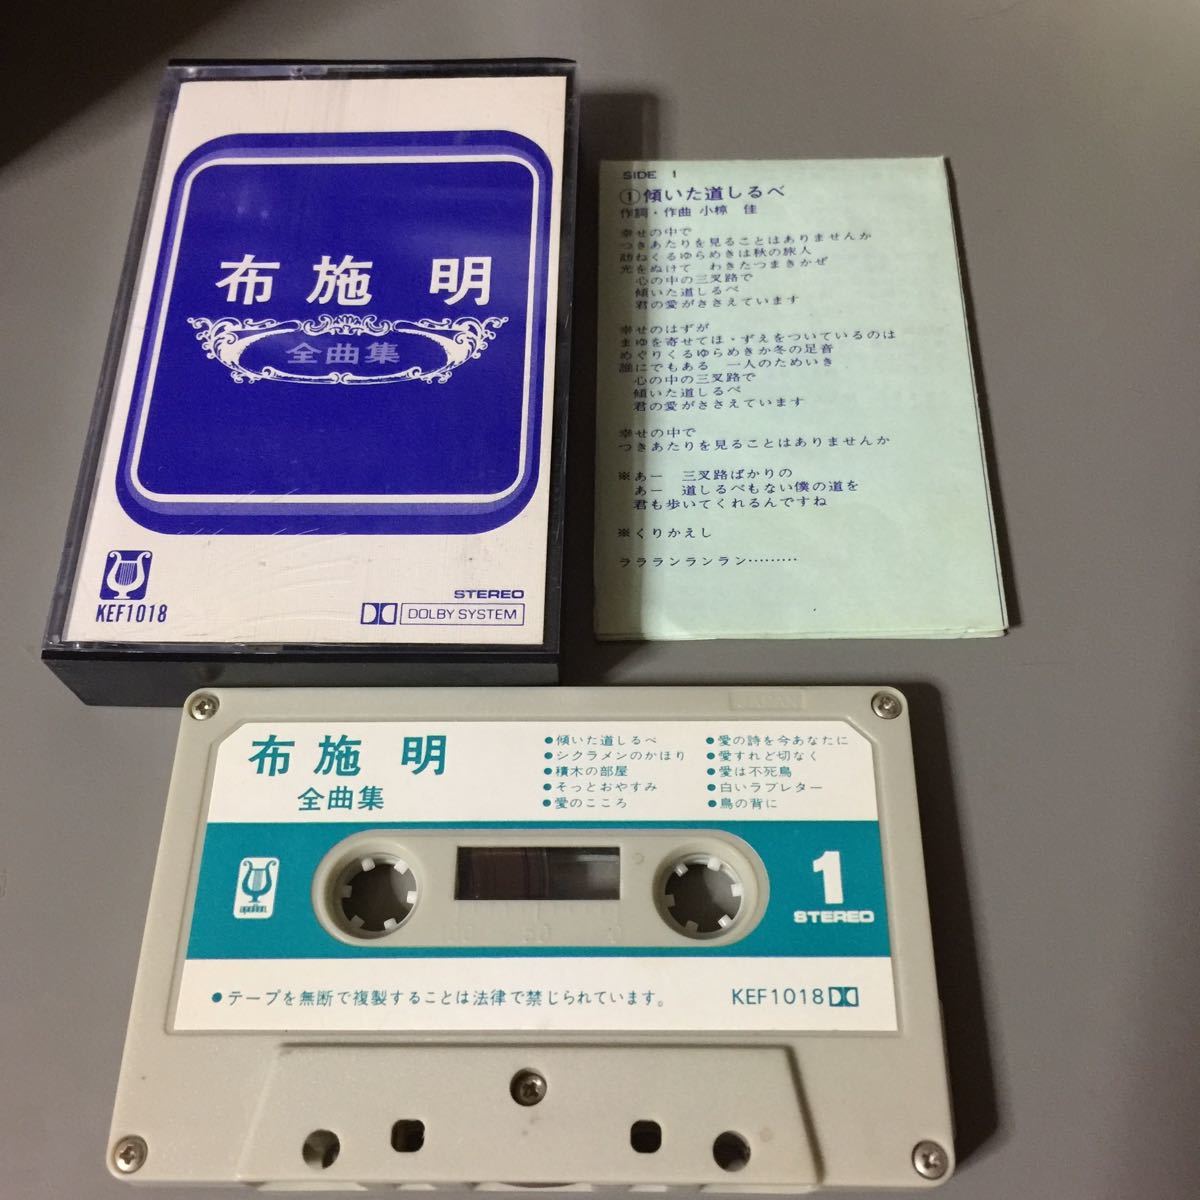 布施 明
全曲集
KEF1018
STEREO
DOLBY SYSTEM
SIDE 1
①傾いた道しるべ
作詞・作曲 小椋 佳
幸せの中で
つきあたりを見ることはありませんか
訪ねくるゆらめきは秋の旅人
光をぬけて わきたつまきかぜ
心の中の三叉路で
傾いた道しるべ
君の愛がささえています
幸せのはずが
まゆを寄せてほゝずえをついているのは
めぐりくるゆらめきか冬の足音
誰にでもある 一人のためいき
心の中の三叉路で
傾いた道しるべ
君の愛がささえています
幸せの中で
つきあたりを見ることはありませんか
※あー 三叉路ばかりの
あー 道しるべもない僕の道を
君も歩いてくれるんですね
※くりかえし
ラララランランラン………
JAPAN
布施 明
全曲集
●傾いた道しるべ
●シクラメンのかほり
●積木の部屋
●そっとおやすみ
●愛のこころ
●愛の詩を今あなたに
●愛すれど切なく
●愛は不死鳥
●白いラブレター
●鳥の背に
apollon
100 50 0
1
STEREO
●テープを無断で複製することは法律で禁じられています。
KEF1018